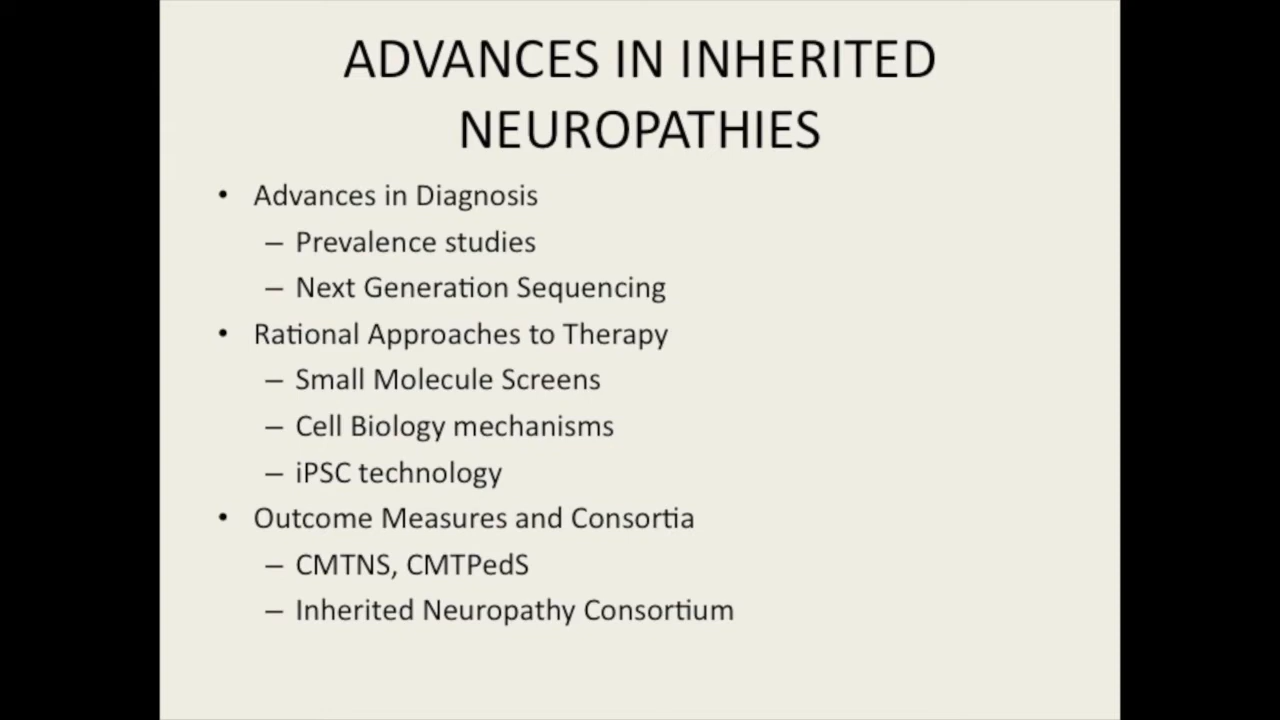 ADVANCES IN INHERITED
NEUROPATHIES
• Advances in Diagnosis
– Prevalence studies
– Next Generation Sequencing
• Rational Approaches to Therapy
– Small Molecule Screens
– Cell Biology mechanisms
– iPSC technology
• Outcome Measures and Consortia
– CMTNS, CMTPedS
– Inherited Neuropathy Consortium